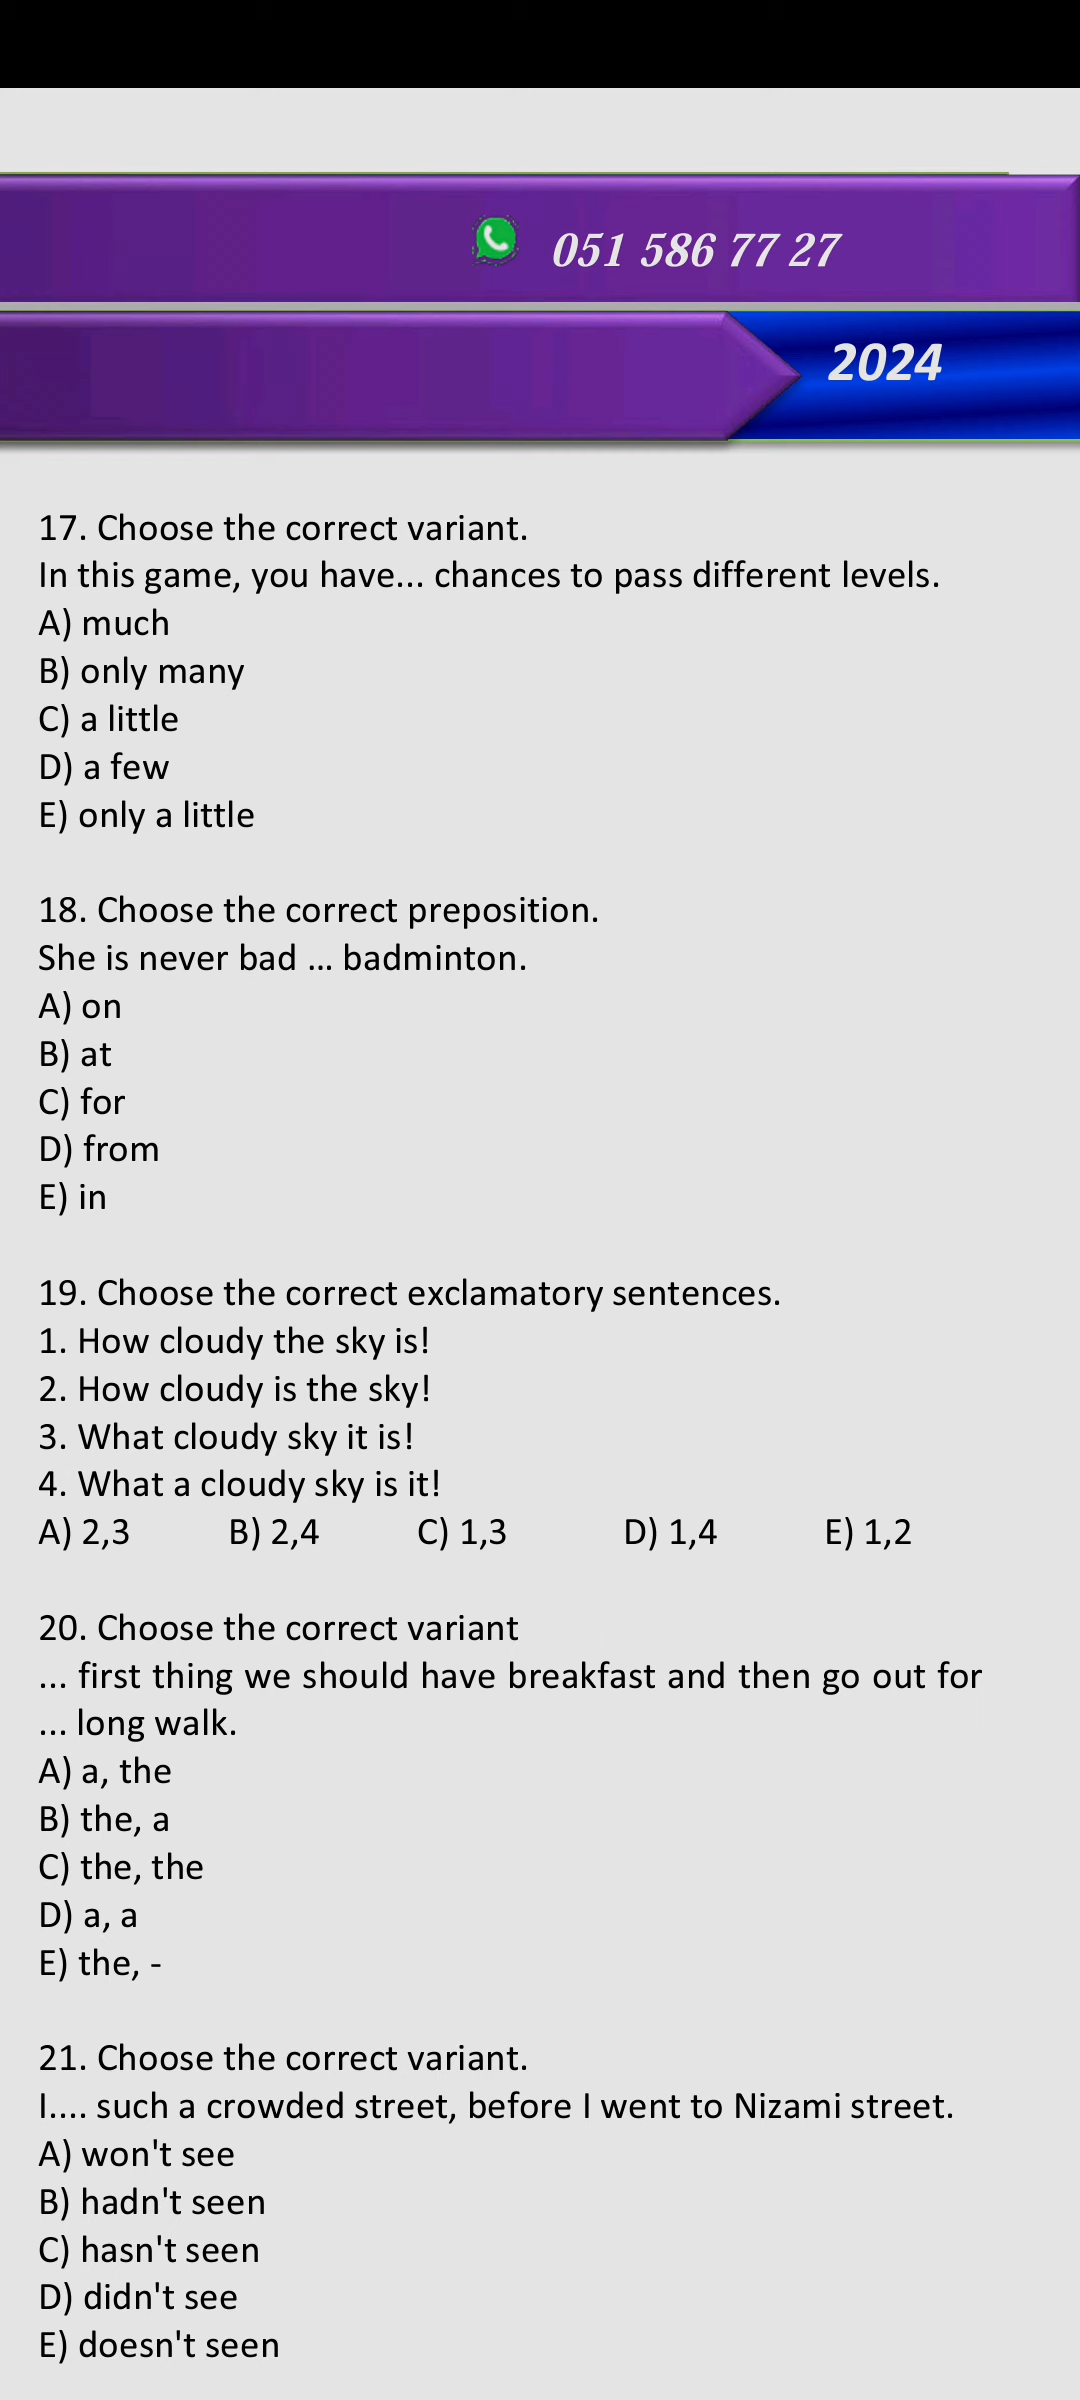 051 586 77 27
2024
17. Choose the correct variant.
In this game, you have... chances to pass different levels.
A) much
B) only many
C) a little
D) a few
E) only a little
18. Choose the correct preposition.
She is never bad ... badminton.
A) on
B) at
C) for
D) from
E) in
19. Choose the correct exclamatory sentences.
1. How cloudy the sky is!
2. How cloudy is the sky!
3. What cloudy sky it is!
4. What a cloudy sky is it!
A) 2,3 B) 2,4 C) 1,3 D) 1,4 E) 1,2
20. Choose the correct variant
... first thing we should have breakfast and then go out for
... long walk.
A) a, the
B) the, a
C) the, the
D) a, a
E) the, -
21. Choose the correct variant.
I.... such a crowded street, before I went to Nizami street.
A) won't see
B) hadn't seen
C) hasn't seen
D) didn't see
E) doesn't seen